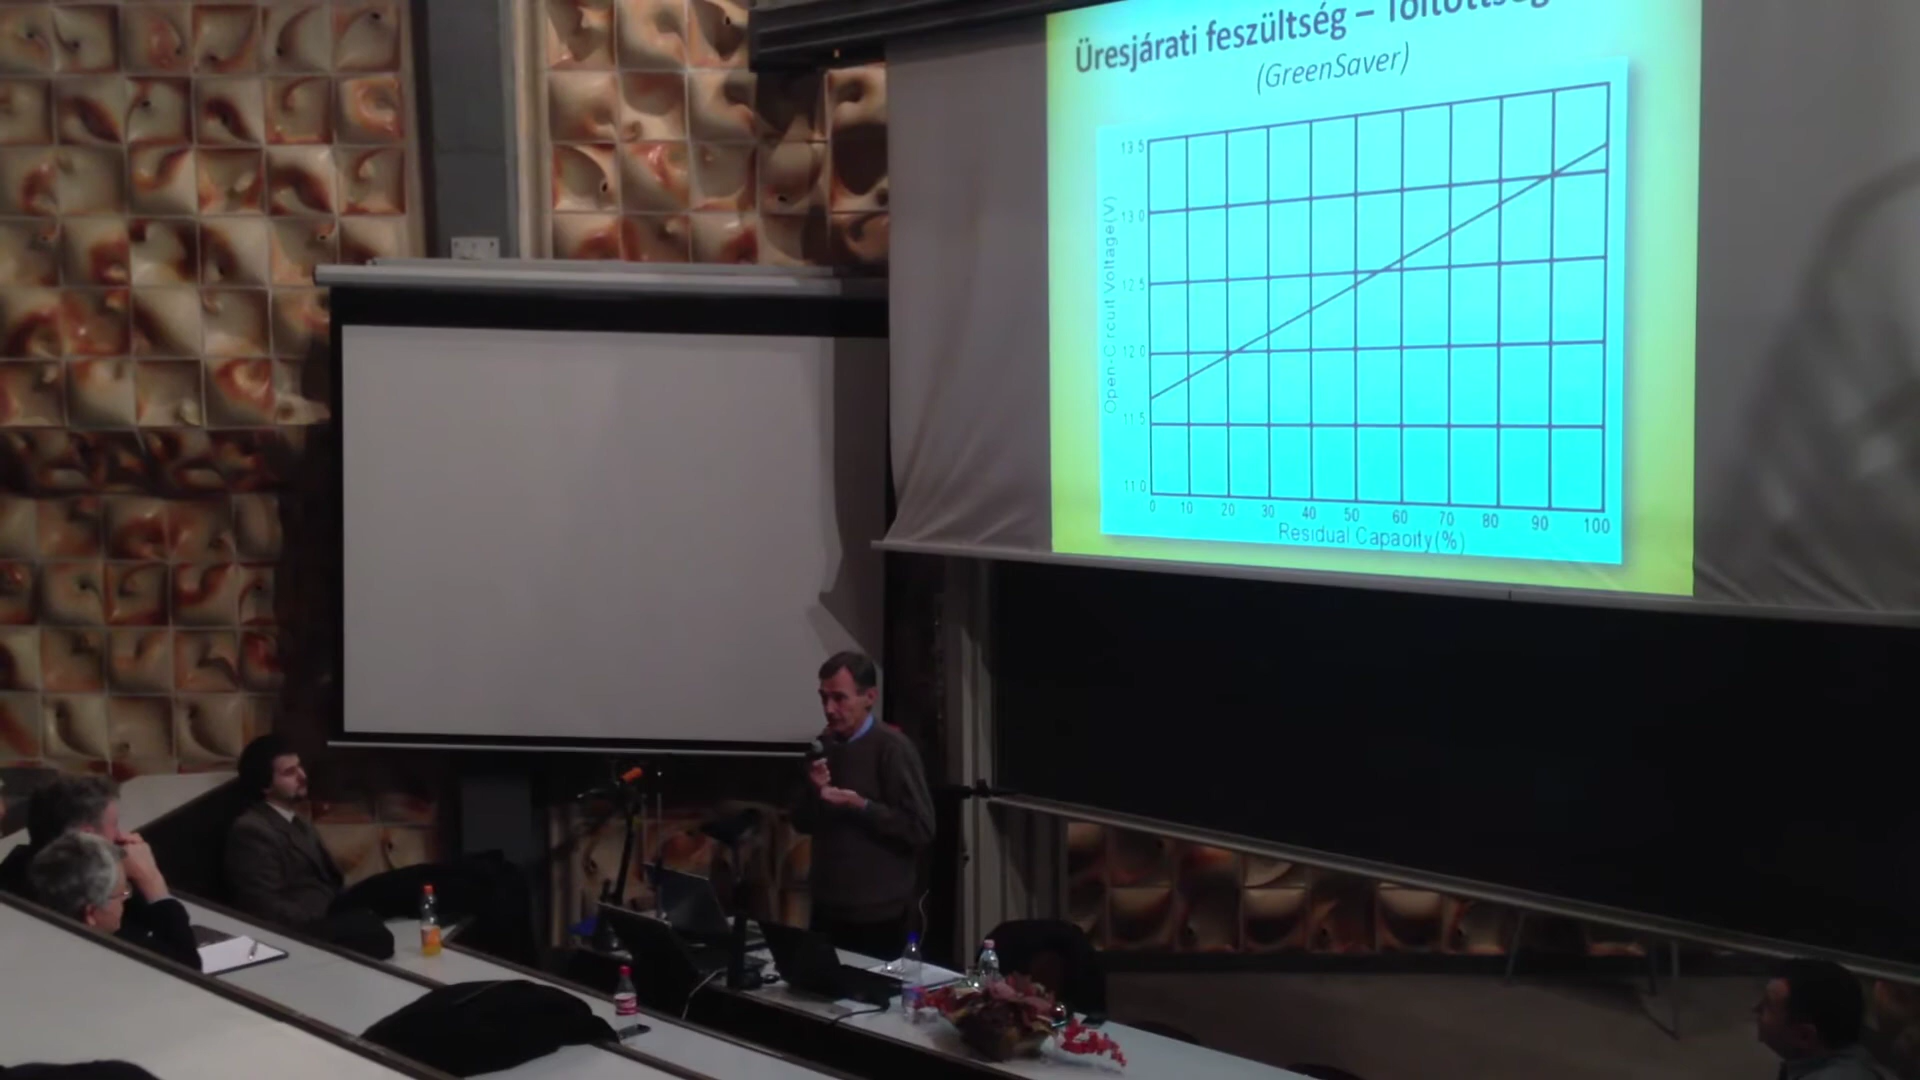 Üresjárati feszültség – Töltöttség
(GreenSaver)
13 5
13 0
12 5
12 0
11 5
11 0
Open-Circuit Voltage(V)
0 10 20 30 40 50 60 70 80 90 100
Residual Capaoity(%)